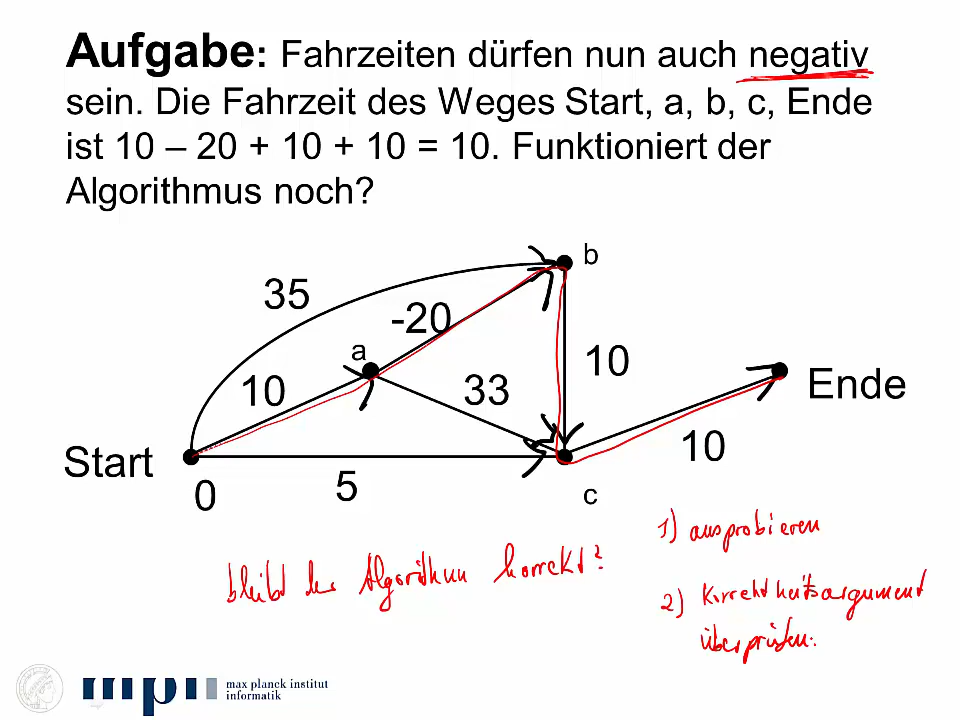 Aufgabe: Fahrzeiten dürfen nun auch negativ
sein. Die Fahrzeit des Weges Start, a, b, c, Ende
ist 10 – 20 + 10 + 10 = 10. Funktioniert der
Algorithmus noch?
b
35
-20
a
10
33
10
Ende
Start
0
5
10
c
1) ausprobieren
bleibt der Algorithmus korrekt?
2) Korrektheitsargument
überprüfen.
max planck institut
informatik